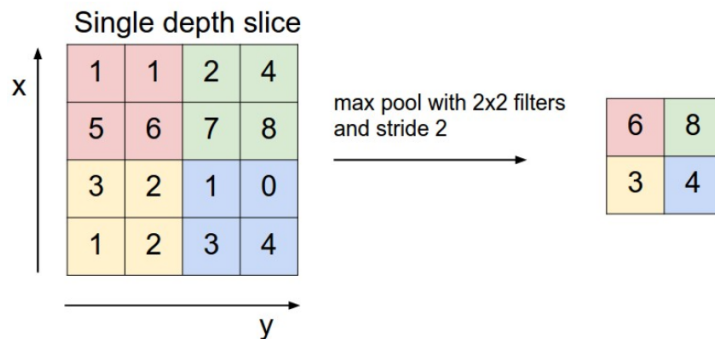 Single depth slice
x
1 1 2 4
5 6 7 8
3 2 1 0
1 2 3 4
y
max pool with 2x2 filters
and stride 2
6 8
3 4